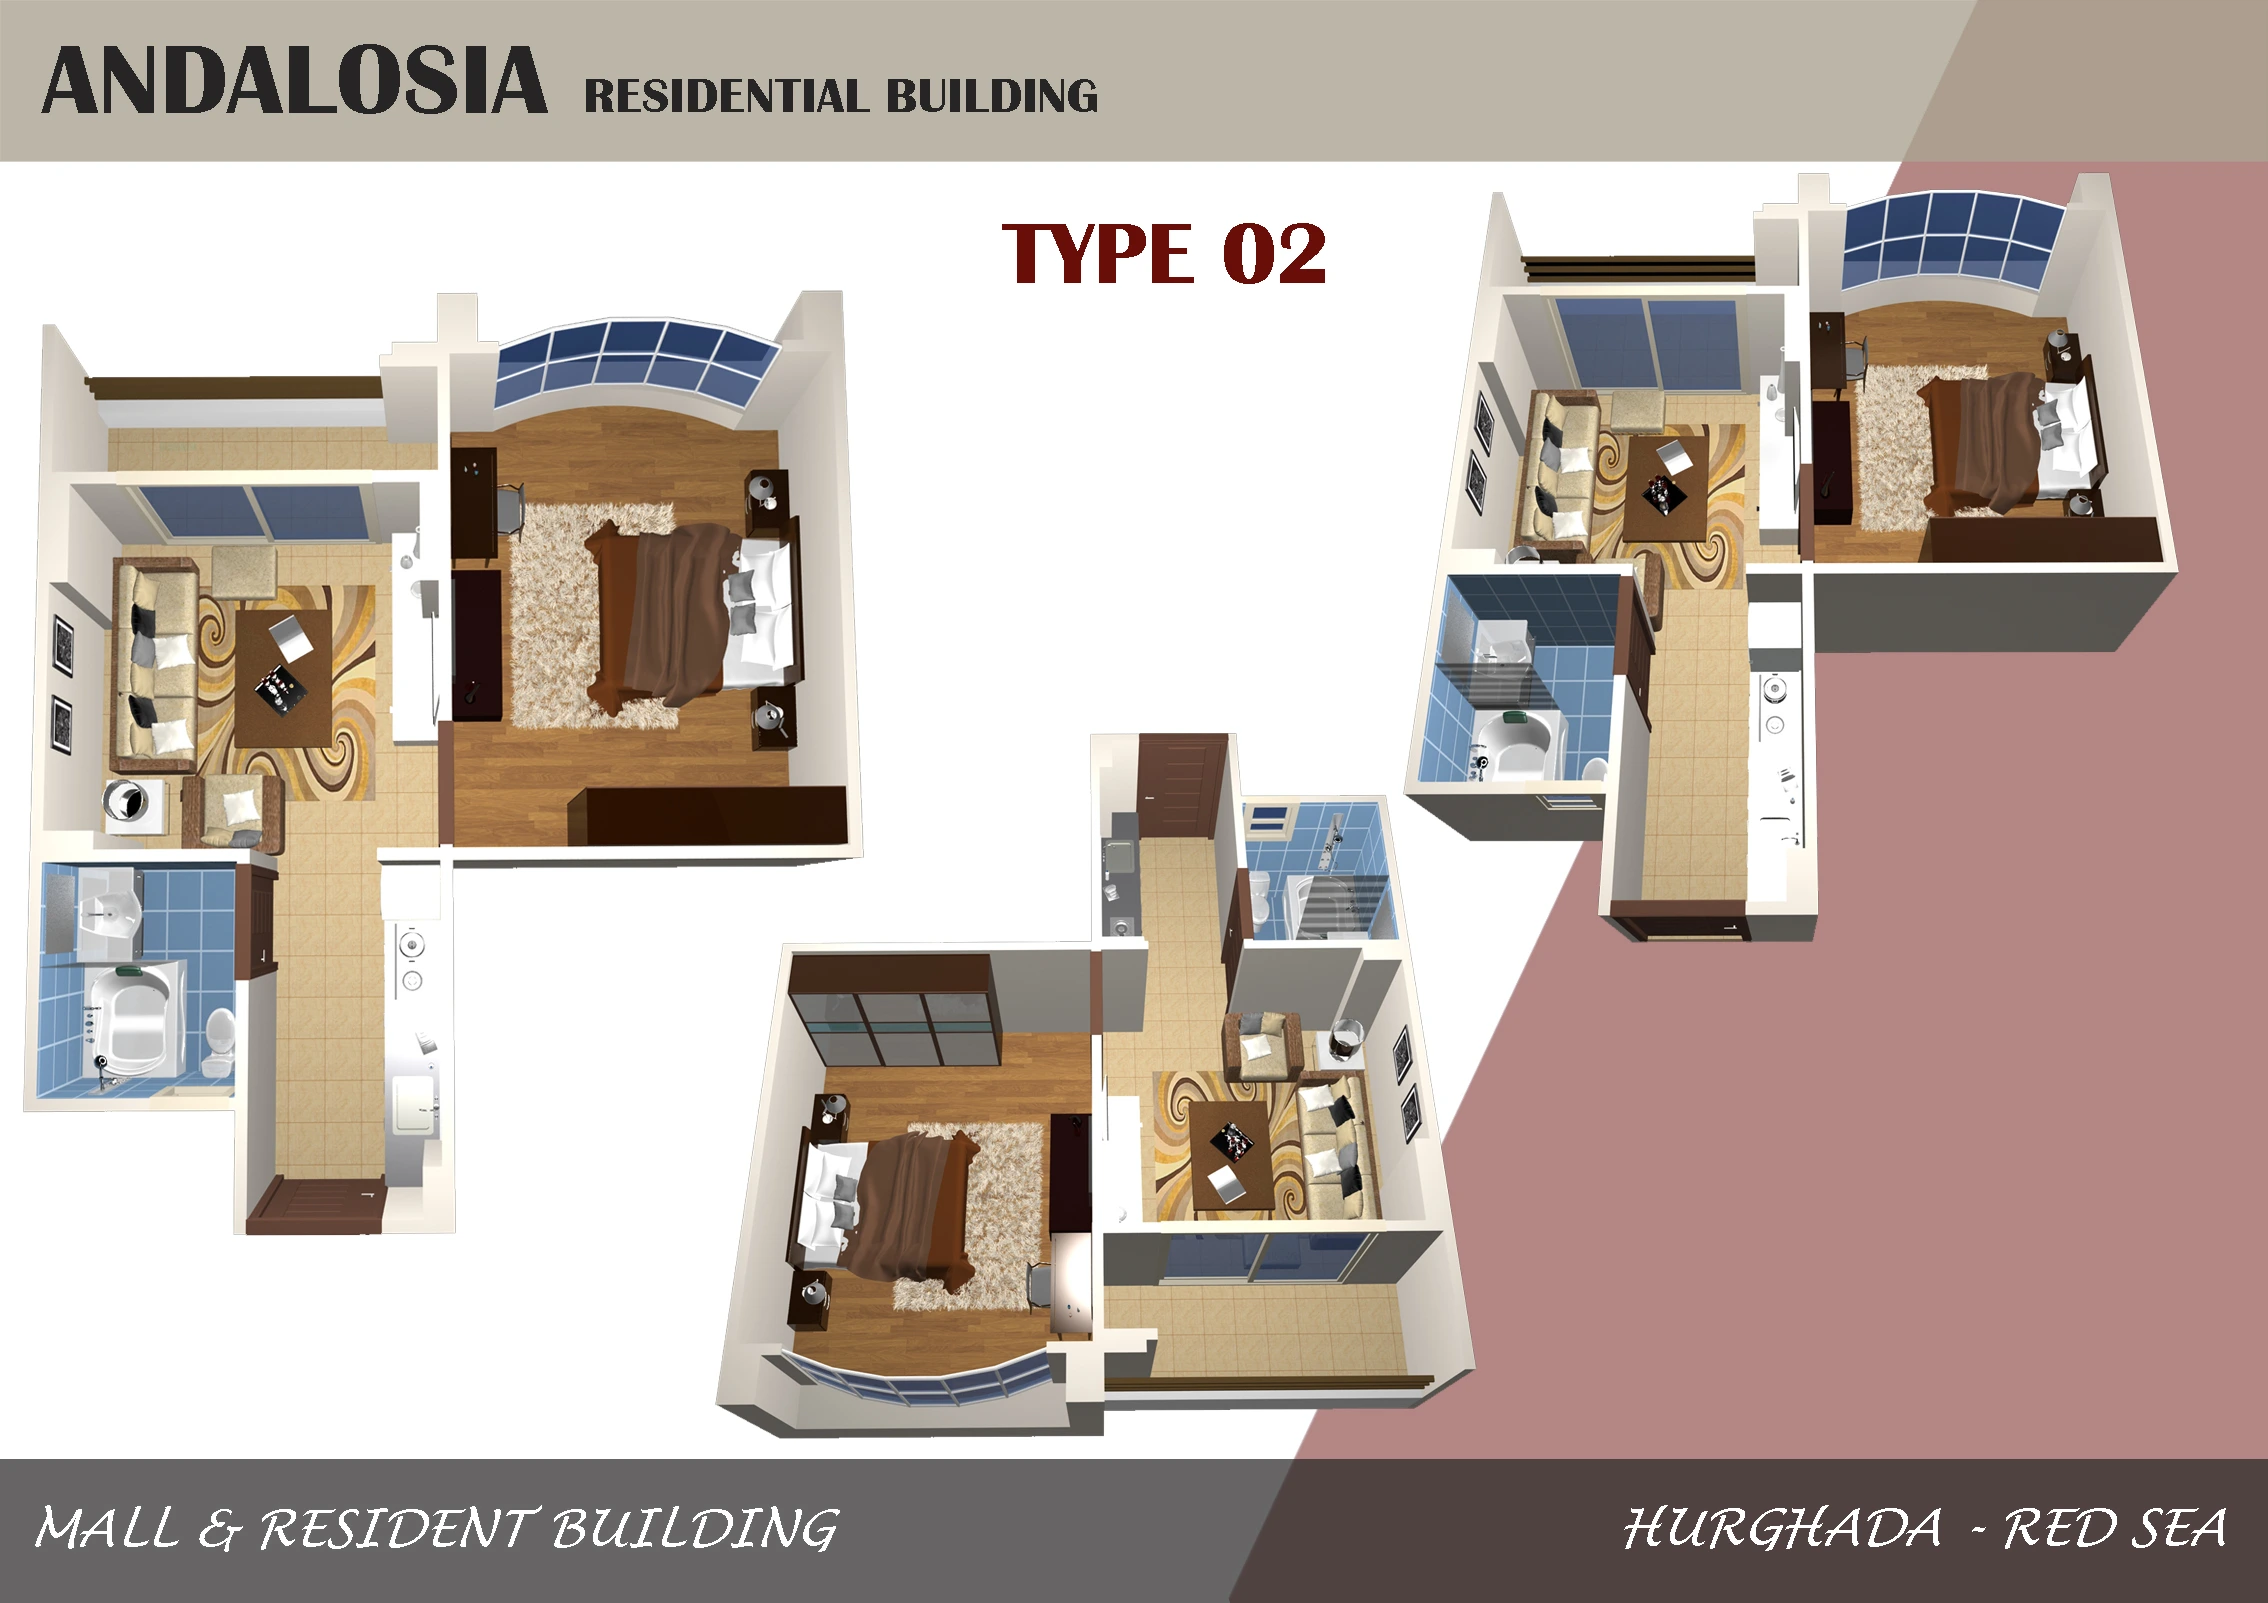 ANDALOSIA RESIDENTIAL BUILDING
TYPE 02
MALL & RESIDENT BUILDING
HURGHADA - RED SEA